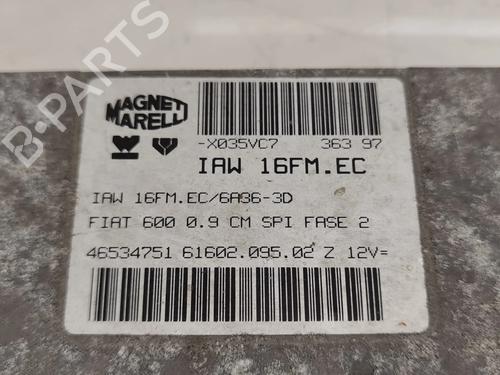 B-PARTS
MAGNETI
MARELLI
-X035VC7 363 97
IAW 16FM.EC
IAW 16FM.EC/6A36-3D
FIAT 600 0.9 CM SPI FASE 2
46534751 61602.095.02 Z 12V=